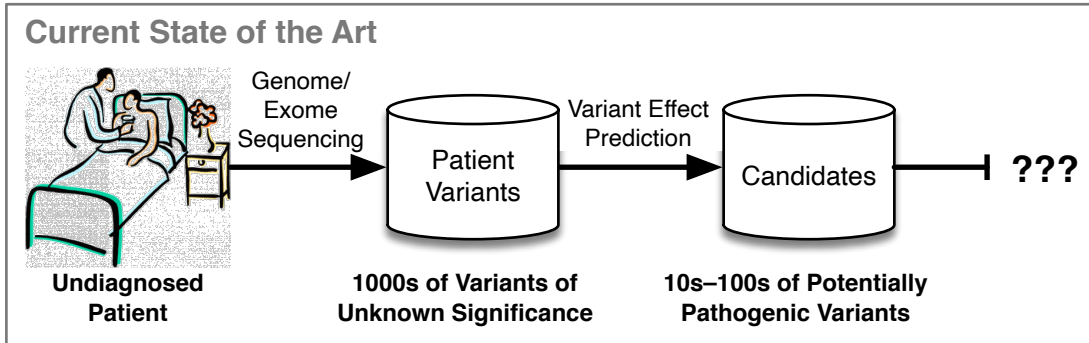 Current State of the Art
Genome/
Exome
Sequencing
Patient
Variants
Variant Effect
Prediction
Candidates
???
Undiagnosed
Patient
1000s of Variants of
Unknown Significance
10s–100s of Potentially
Pathogenic Variants